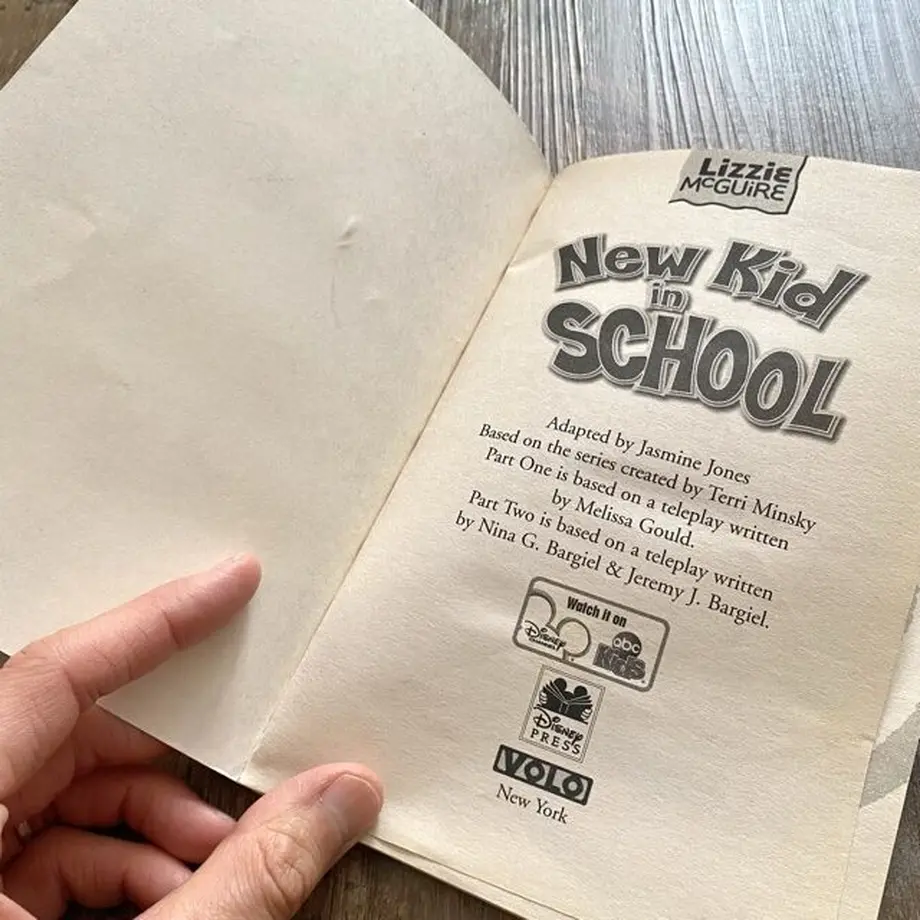 Lizzie
McGuire
New Kid
in
SCHOOL
Adapted by Jasmine Jones
Based on the series created by Terri Minsky
Part One is based on a teleplay written
by Melissa Gould.
Part Two is based on a teleplay written
by Nina G. Bargiel & Jeremy J. Bargiel.
Watch it on
Disney
Channel
abc
Kids
Disney
PRESS
VOLO
New York